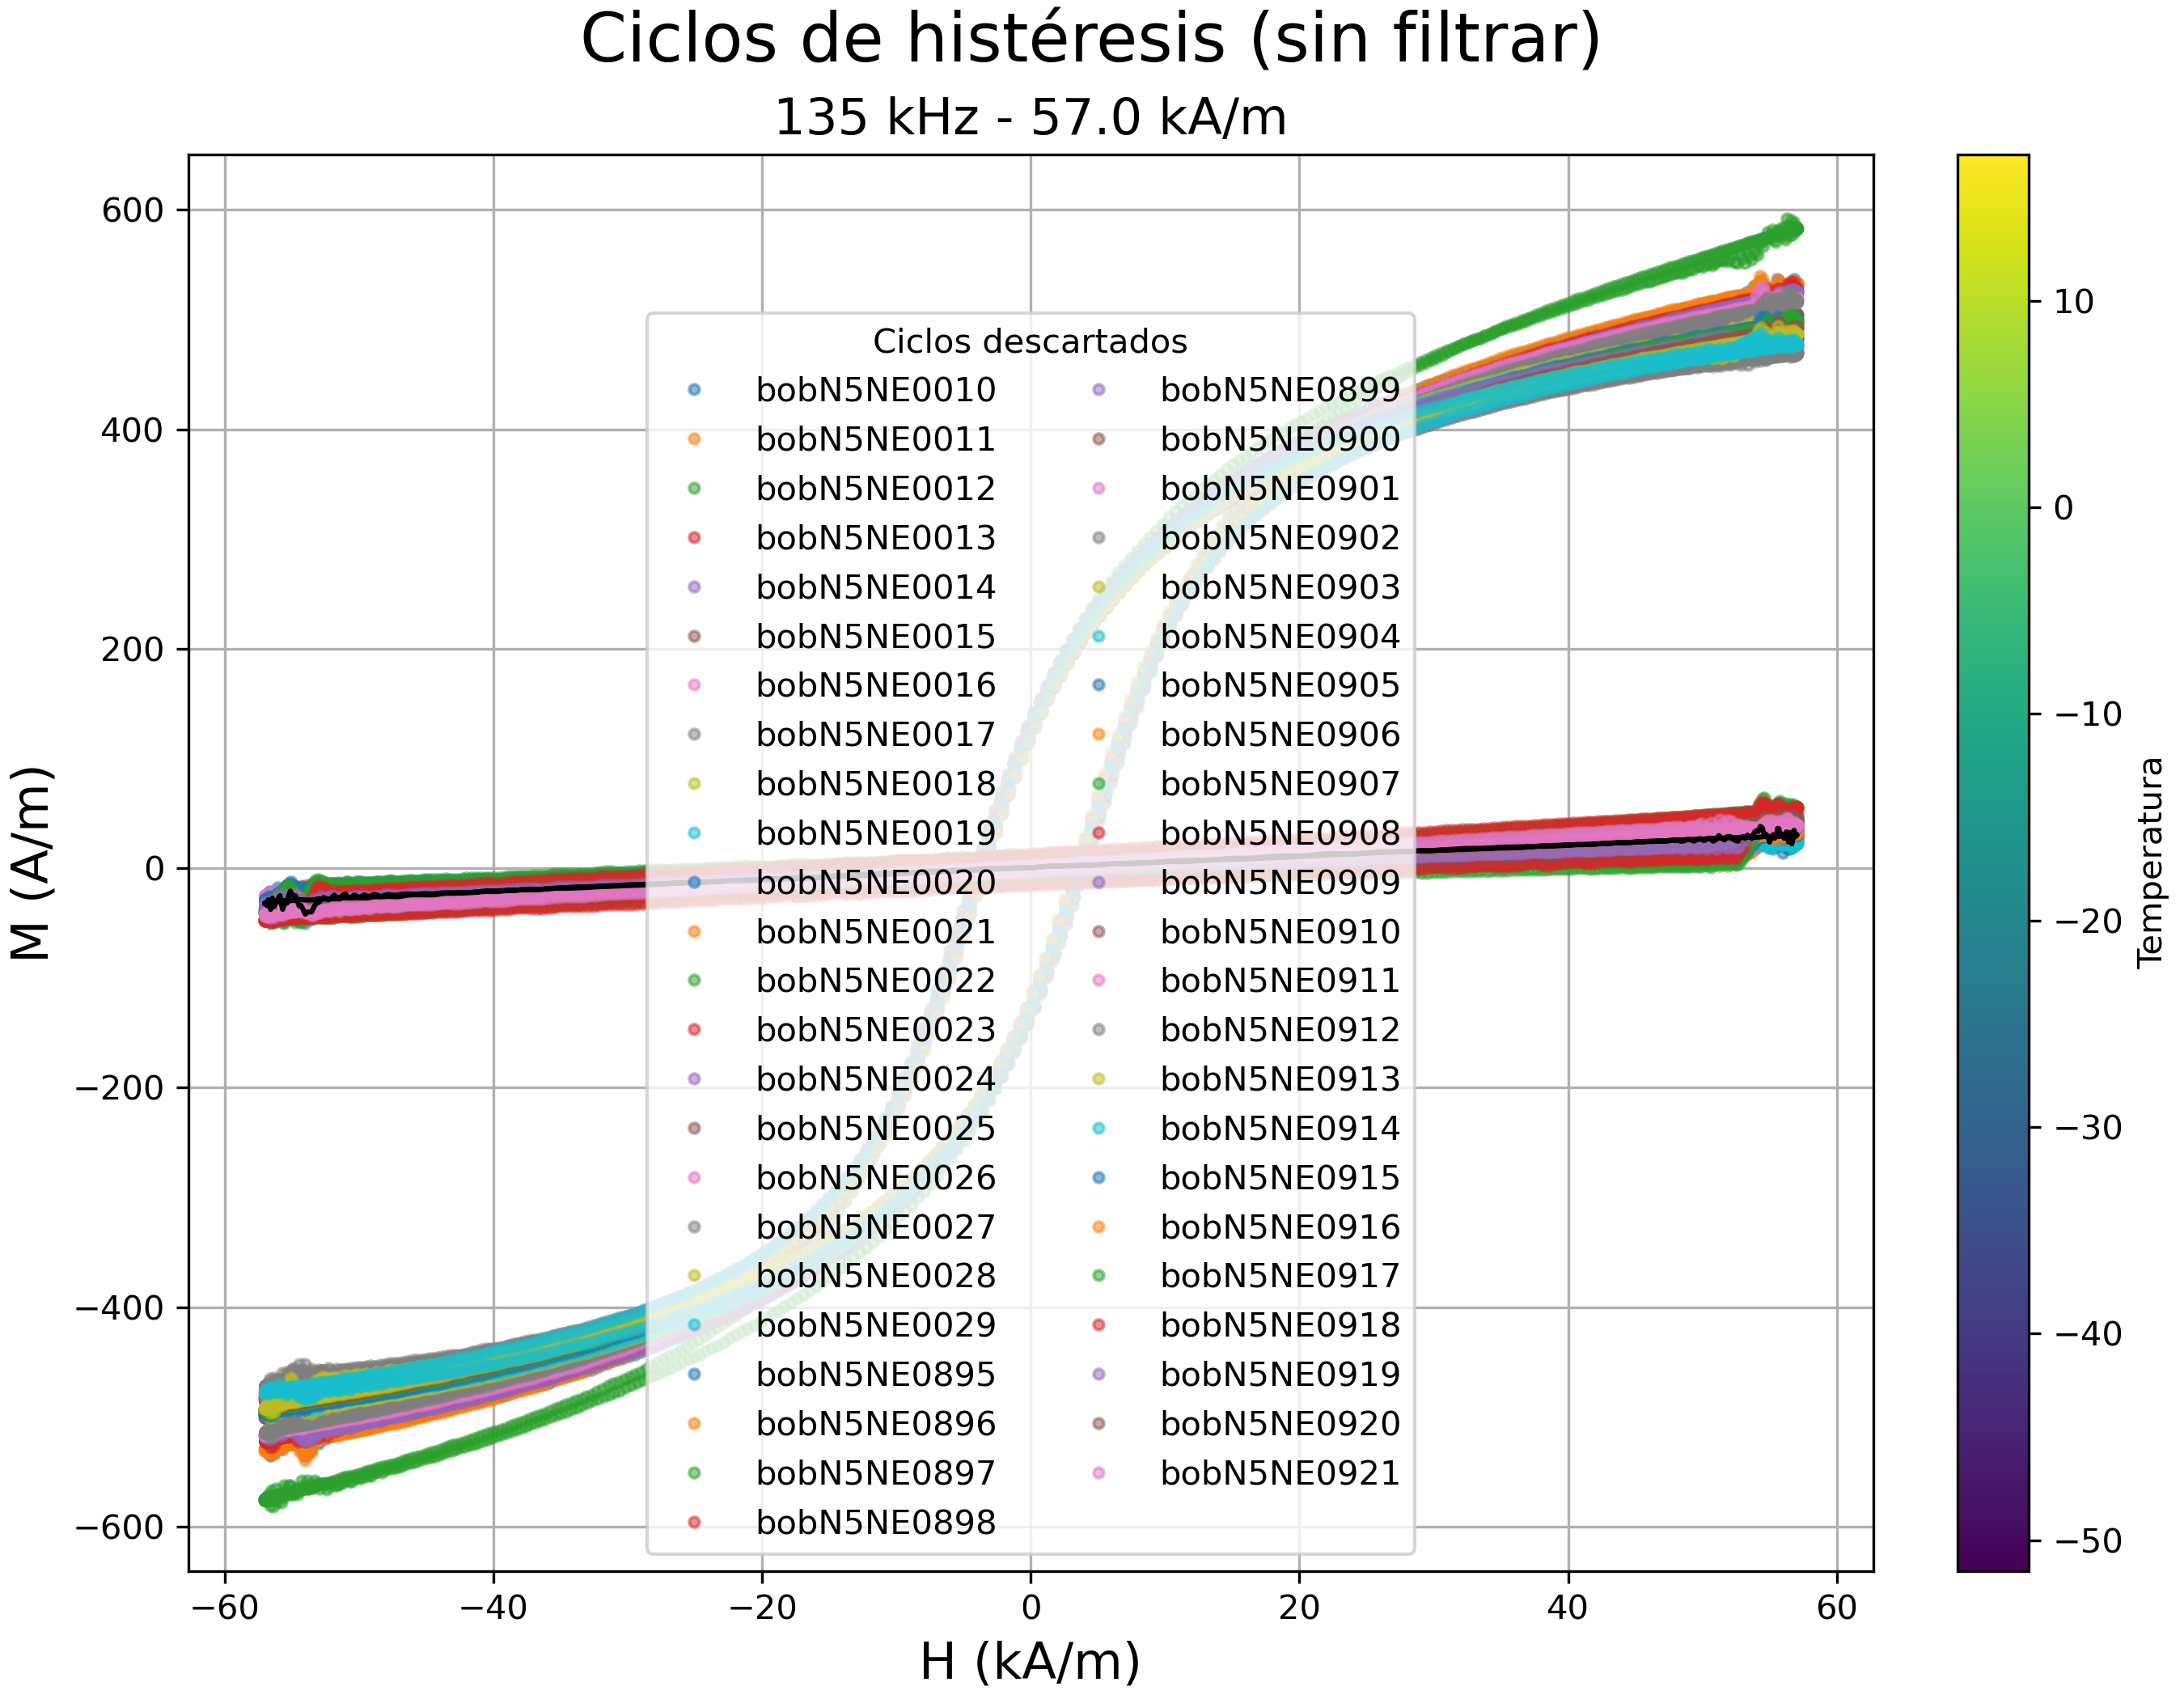 Ciclos de histéresis (sin filtrar)
135 kHz - 57.0 kA/m
M (A/m)
600
400
200
0
−200
−400
−600
−60
−40
−20
0
20
40
60
H (kA/m)
Ciclos descartados
bobN5NE0010
bobN5NE0011
bobN5NE0012
bobN5NE0013
bobN5NE0014
bobN5NE0015
bobN5NE0016
bobN5NE0017
bobN5NE0018
bobN5NE0019
bobN5NE0020
bobN5NE0021
bobN5NE0022
bobN5NE0023
bobN5NE0024
bobN5NE0025
bobN5NE0026
bobN5NE0027
bobN5NE0028
bobN5NE0029
bobN5NE0895
bobN5NE0896
bobN5NE0897
bobN5NE0898
bobN5NE0899
bobN5NE0900
bobN5NE0901
bobN5NE0902
bobN5NE0903
bobN5NE0904
bobN5NE0905
bobN5NE0906
bobN5NE0907
bobN5NE0908
bobN5NE0909
bobN5NE0910
bobN5NE0911
bobN5NE0912
bobN5NE0913
bobN5NE0914
bobN5NE0915
bobN5NE0916
bobN5NE0917
bobN5NE0918
bobN5NE0919
bobN5NE0920
bobN5NE0921
10
0
−10
−20
−30
−40
−50
Temperatura